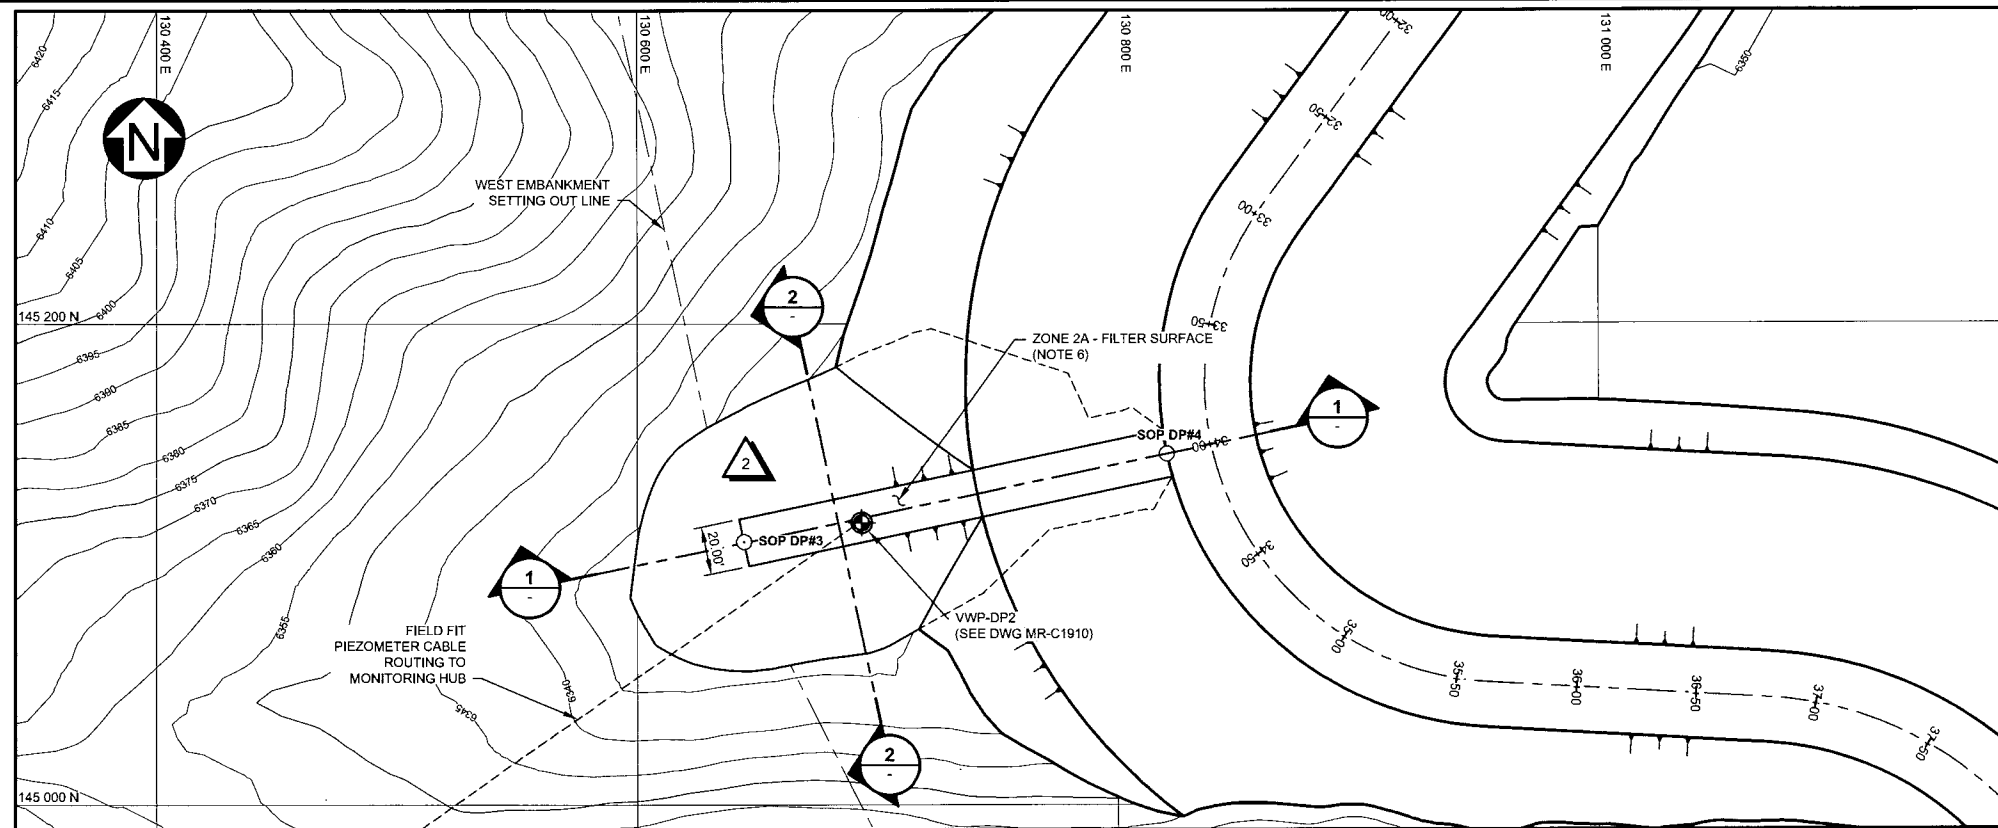 130 400 E
130 600 E
130 800 E
131 000 E
32+00
6350
6420
6415
N
32+50
WEST EMBANKMENT
SETTING OUT LINE
33+00
6410
6405
6400
2
-
145 200 N
33+50
ZONE 2A - FILTER SURFACE
(NOTE 6)
6395
6390
1
-
6385
SOP DP#4
34+00
6380
2
6375
6370
6365
20.00'
SOP DP#3
6360
34+50
1
-
VWP-DP2
(SEE DWG MR-C1910)
6355
FIELD FIT
PIEZOMETER CABLE
ROUTING TO
MONITORING HUB
35+00
35+50
36+00
36+50
37+00
6340
6345
37+50
2
-
145 000 N